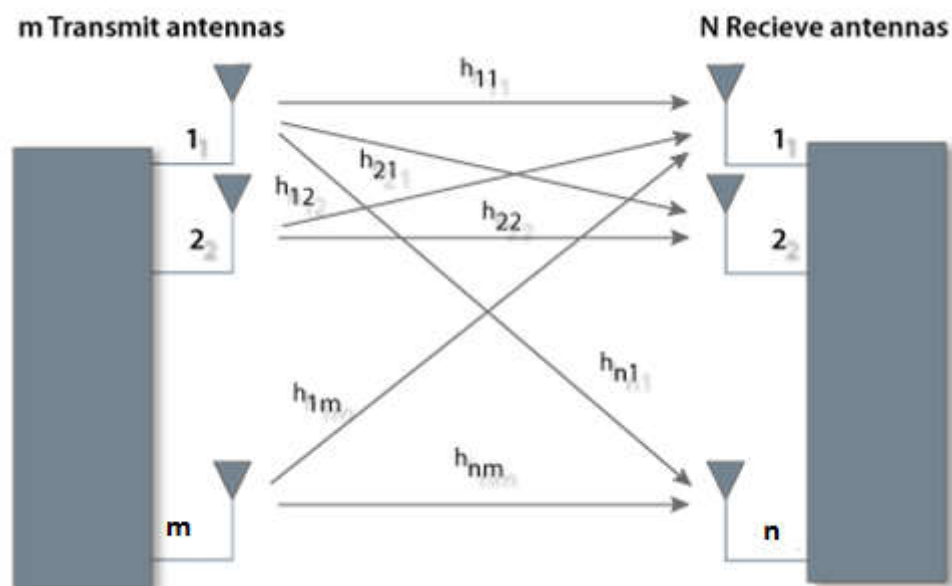 m Transmit antennas
N Recieve antennas
h11
1
1
h21
h12
h22
2
2
hn1
h1m
hnm
m
n